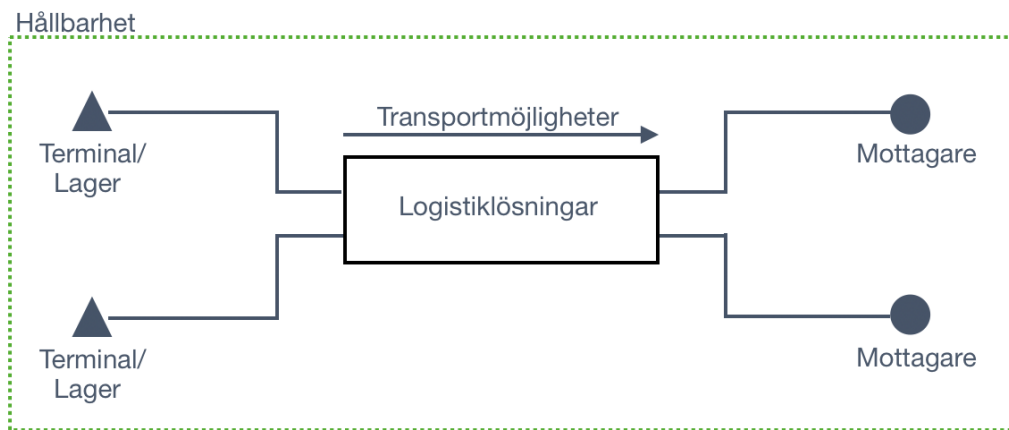 Hållbarhet
Transportmöjligheter
Terminal/
Lager
Logistiklösningar
Mottagare
Terminal/
Lager
Mottagare